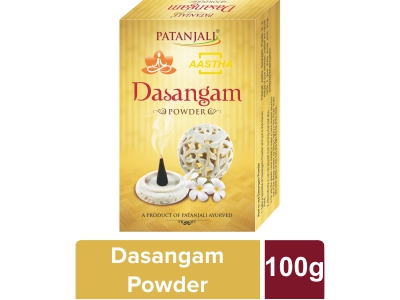 PATANJALI®
AASTHA
Dasangam
POWDER
A PRODUCT OF PATANJALI AYURVED
Dasangam
Powder
100g